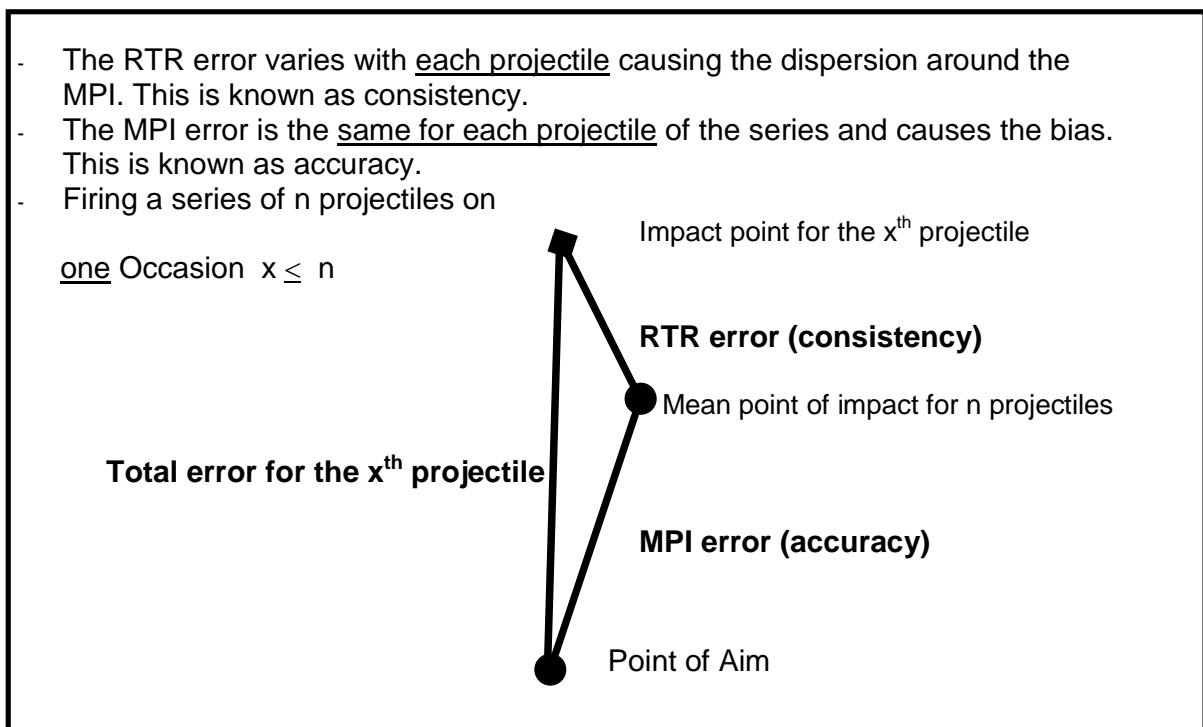 - The RTR error varies with each projectile causing the dispersion around the
MPI. This is known as consistency.
- The MPI error is the same for each projectile of the series and causes the bias.
This is known as accuracy.
- Firing a series of n projectiles on
one Occasion x ≤ n
Impact point for the xth projectile
RTR error (consistency)
Mean point of impact for n projectiles
Total error for the xth projectile
MPI error (accuracy)
Point of Aim